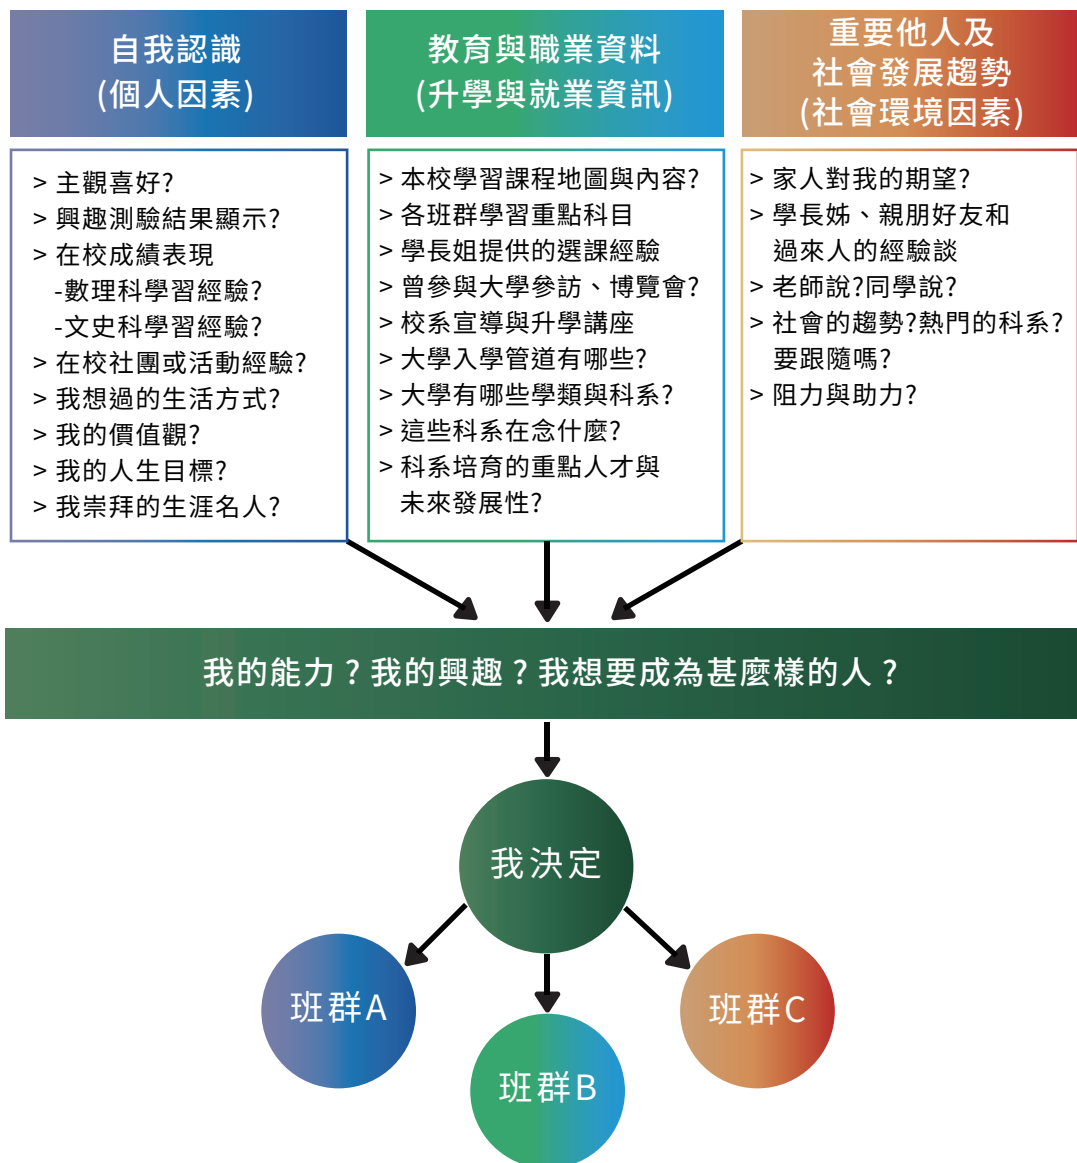 自我認識
(個人因素)
> 主觀喜好?
> 興趣測驗結果顯示?
> 在校成績表現
-數理科學習經驗?
-文史科學習經驗?
> 在校社團或活動經驗?
> 我想過的生活方式?
> 我的價值觀?
> 我的人生目標?
> 我崇拜的生涯名人?
教育與職業資料
(升學與就業資訊)
> 本校學習課程地圖與內容?
> 各班群學習重點科目
> 學長姐提供的選課經驗
> 曾參與大學參訪、博覽會?
> 校系宣導與升學講座
> 大學入學管道有哪些?
> 大學有哪些學類與科系?
> 這些科系在念什麼?
> 科系培育的重點人才與
未來發展性?
重要他人及
社會發展趨勢
(社會環境因素)
> 家人對我的期望?
> 學長姊、親朋好友和
過來人的經驗談
> 老師說?同學說?
> 社會的趨勢?熱門的科系?
要跟隨嗎?
> 阻力與助力?
我的能力?我的興趣?我想要成為甚麼樣的人?
我決定
班群A
班群B
班群C